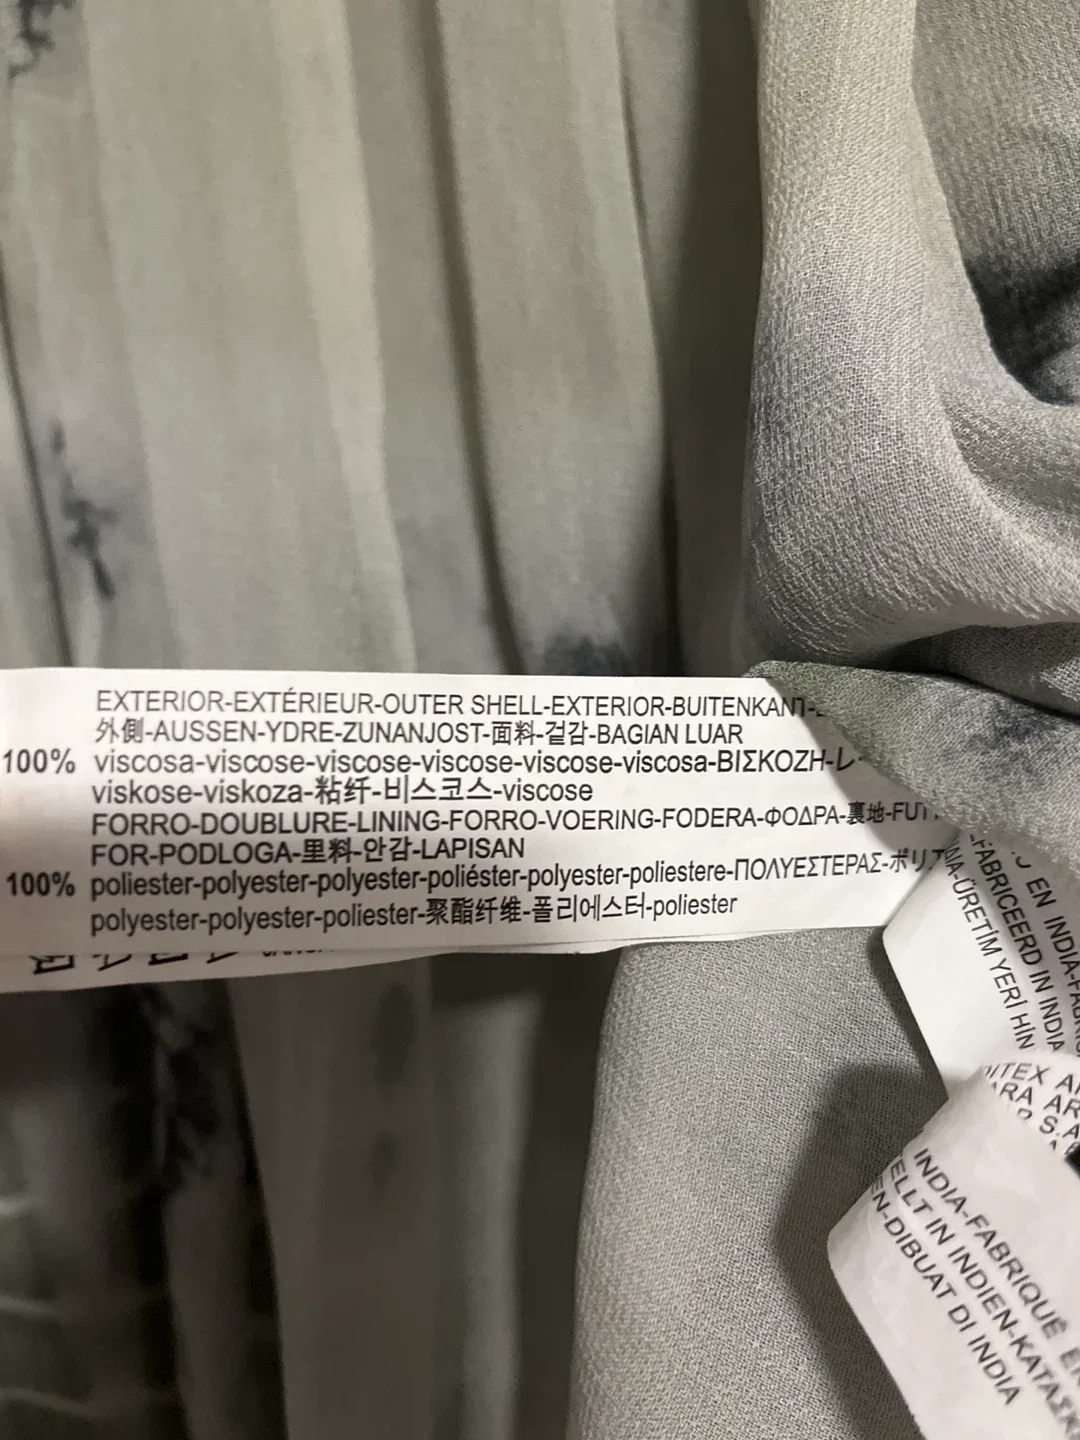 EXTERIOR-EXTÉRIEUR-OUTER SHELL-EXTERIOR-BUITENKANT-
外側-AUSSEN-YDRE-ZUNANJOST-面料-겉감-BAGIAN LUAR
100% viscosa-viscose-viscose-viscose-viscose-viscosa-ΒΙΣΚΟΖΗ-レ
viskose-viskoza-粘纤-비스코스-viscose
FORRO-DOUBLURE-LINING-FORRO-VOERING-FODERA-ΦΟΔΡΑ-裏地-
FOR-PODLOGA-里料-안감-LAPISAN
100% poliester-polyester-polyester-poliéster-polyester-poliestere-ΠΟΛΥΕΣΤΕΡΑΣ-ポリ
polyester-polyester-poliester-聚酯纤维-폴리에스터-poliester
EN INDIA-
FABRICEERD IN INDIA
-ÜRETİM YERİ HİN
INDIA-FABRIQUÉ
IN INDIEN-
-DIBUAT DI INDIA